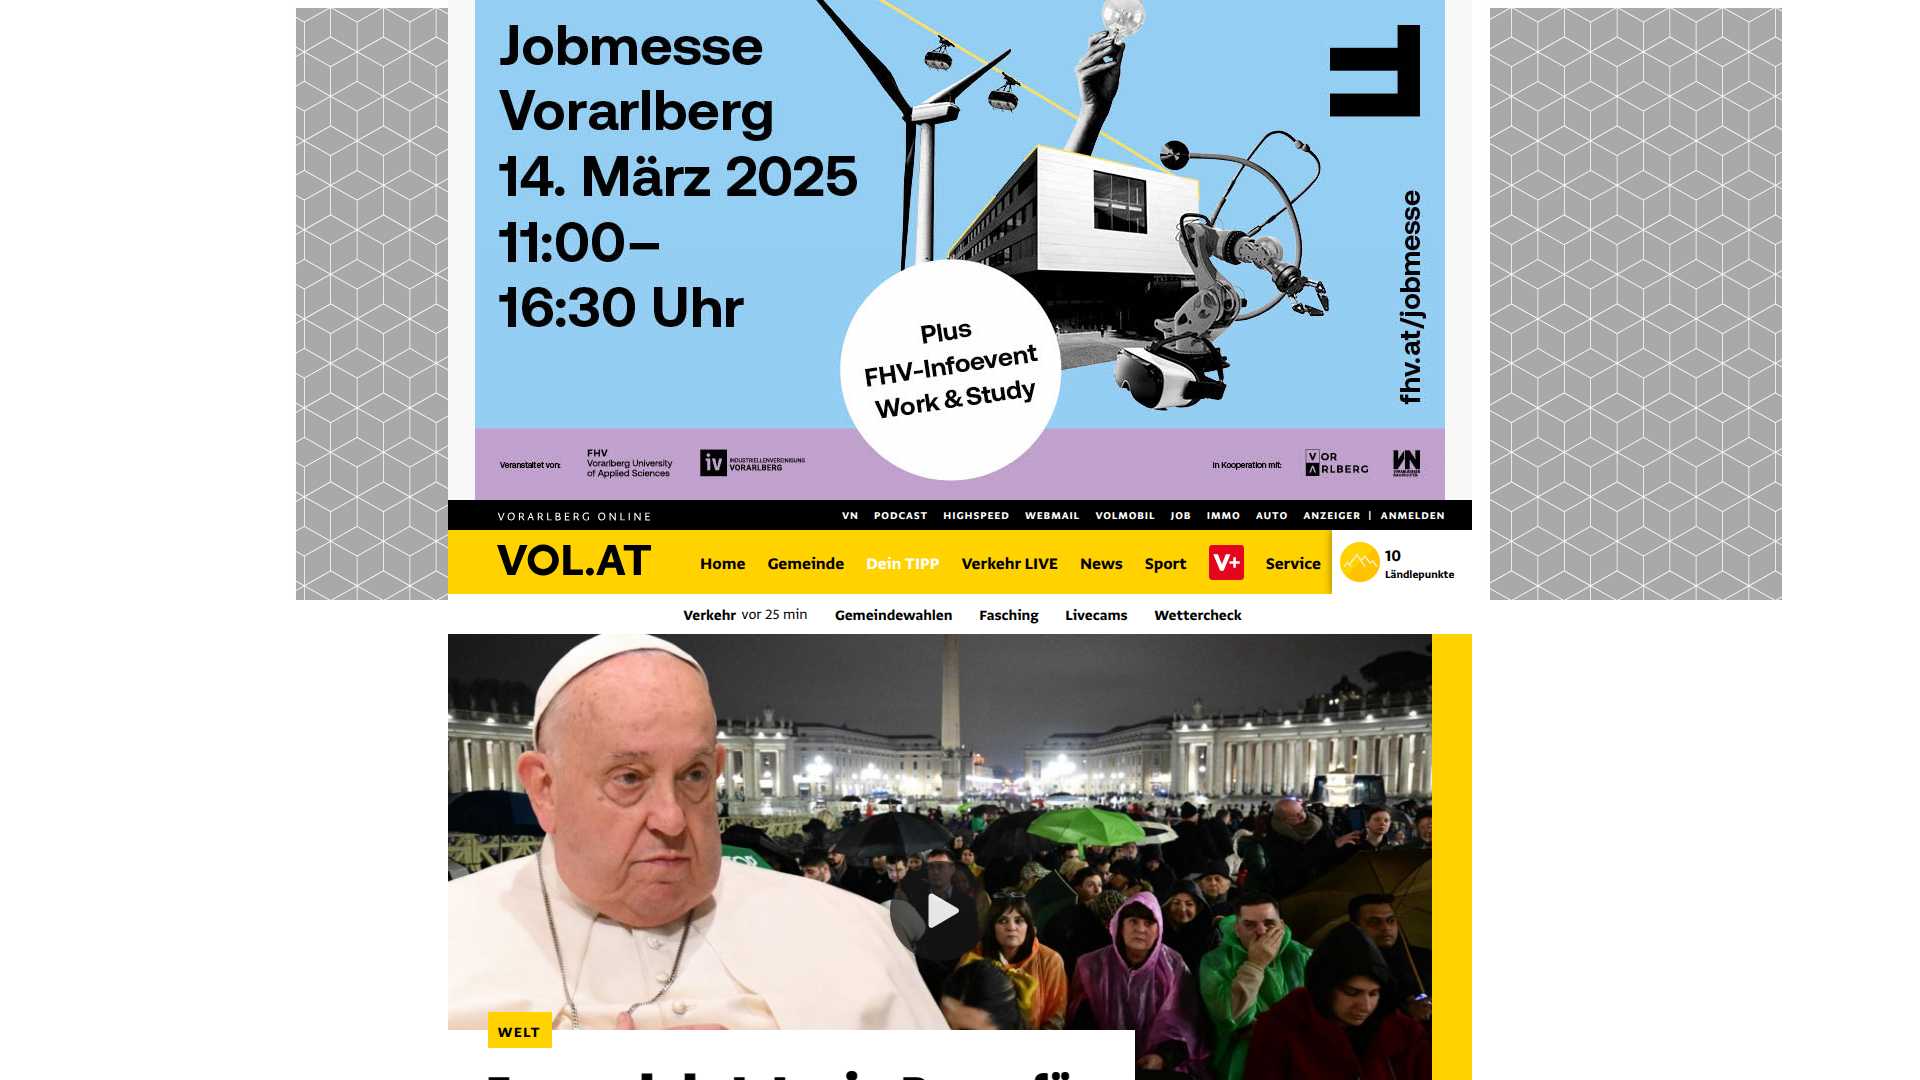 Jobmesse
Vorarlberg
14. März 2025
11:00–
16:30 Uhr
Plus
FHV-Infoevent
Work & Study
fhv.at/jobmesse
Veranstaltet von:
FHV
Vorarlberg University
of Applied Sciences
iV
INDUSTRIELLENVEREINIGUNG
VORARLBERG
In Kooperation mit:
VOR
ARLBERG
VN
VORARLBERG ONLINE
VN PODCAST HIGHSPEED WEBMAIL VOLMOBIL JOB IMMO AUTO ANZEIGER | ANMELDEN
VOL.AT
Home Gemeinde Dein TIPP Verkehr LIVE News Sport V+ Service
10
Ländlepunkte
Verkehr vor 25 min Gemeindewahlen Fasching Livecams Wettercheck
WELT